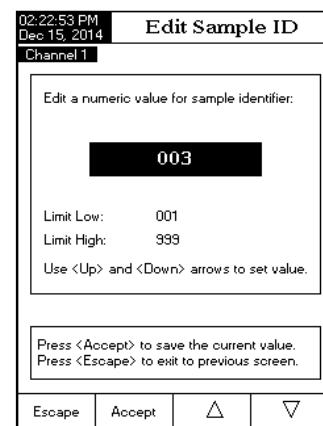 02:22:53 PM
Dec 15, 2014
Edit Sample ID
Channel 1
Edit a numeric value for sample identifier:
003
Limit Low: 001
Limit High: 999
Use <Up> and <Down> arrows to set value.
Press <Accept> to save the current value.
Press <Escape> to exit to previous screen.
Escape Accept △ ▽